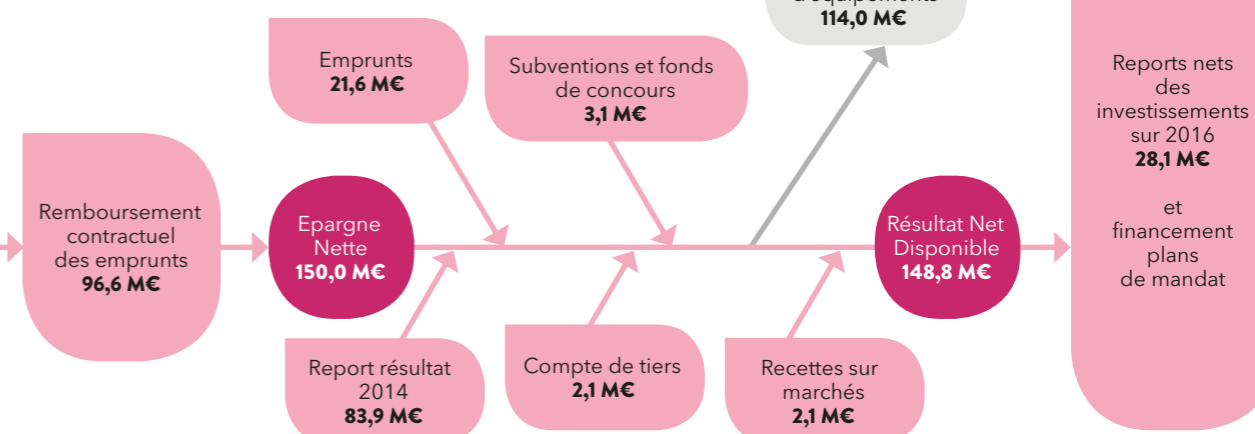 d'équipements
114,0 M€
Emprunts
21,6 M€
Subventions et fonds
de concours
3,1 M€
Reports nets
des
investissements
sur 2016
28,1 M€
et
financement
plans
de mandat
Remboursement
contractuel
des emprunts
96,6 M€
Epargne
Nette
150,0 M€
Résultat Net
Disponible
148,8 M€
Report résultat
2014
83,9 M€
Compte de tiers
2,1 M€
Recettes sur
marchés
2,1 M€